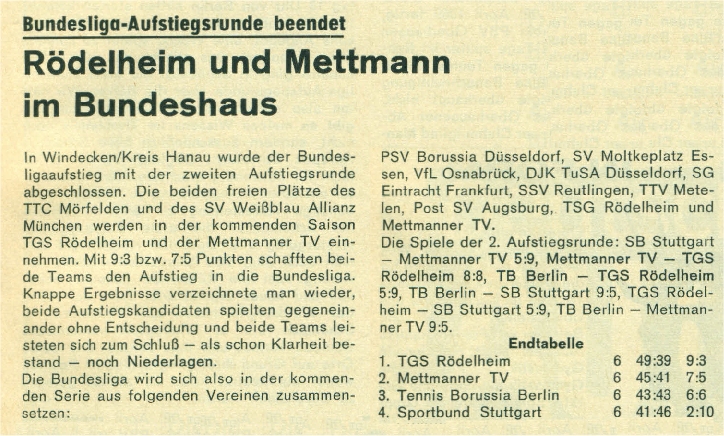 Bundesliga-Aufstiegsrunde beendet
Rödelheim und Mettmann
im Bundeshaus
In Windecken/Kreis Hanau wurde der Bundes-
ligaaufstieg mit der zweiten Aufstiegsrunde
abgeschlossen. Die beiden freien Plätze des
TTC Mörfelden und des SV Weißblau Allianz
München werden in der kommenden Saison
TGS Rödelheim und der Mettmanner TV ein-
nehmen. Mit 9:3 bzw. 7:5 Punkten schafften bei-
de Teams den Aufstieg in die Bundesliga.
Knappe Ergebnisse verzeichnete man wieder,
beide Aufstiegskandidaten spielten gegenein-
ander ohne Entscheidung und beide Teams lei-
steten sich zum Schluß — als schon Klarheit be-
stand — noch Niederlagen.
Die Bundesliga wird sich also in der kommen-
den Serie aus folgenden Vereinen zusammen-
setzen:
PSV Borussia Düsseldorf, SV Moltkeplatz Es-
sen, VfL Osnabrück, DJK TuSA Düsseldorf, SG
Eintracht Frankfurt, SSV Reutlingen, TTV Mete-
len, Post SV Augsburg, TSG Rödelheim und
Mettmanner TV.
Die Spiele der 2. Aufstiegsrunde: SB Stuttgart
— Mettmanner TV 5:9, Mettmanner TV — TGS
Rödelheim 8:8, TB Berlin — TGS Rödelheim
5:9, TB Berlin — SB Stuttgart 9:5, TGS Rödel-
heim — SB Stuttgart 5:9, TB Berlin — Mettman-
ner TV 9:5.
Endtabelle
1. TGS Rödelheim 6 49:39 9:3
2. Mettmanner TV 6 45:41 7:5
3. Tennis Borussia Berlin 6 43:43 6:6
4. Sportbund Stuttgart 6 41:46 2:10